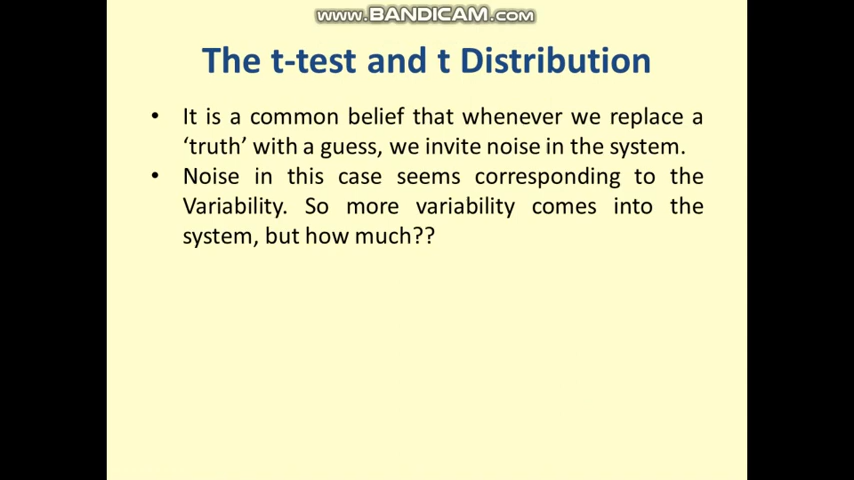 www.BANDICAM.com
The t-test and t Distribution
• It is a common belief that whenever we replace a
‘truth’ with a guess, we invite noise in the system.
• Noise in this case seems corresponding to the
Variability. So more variability comes into the
system, but how much??